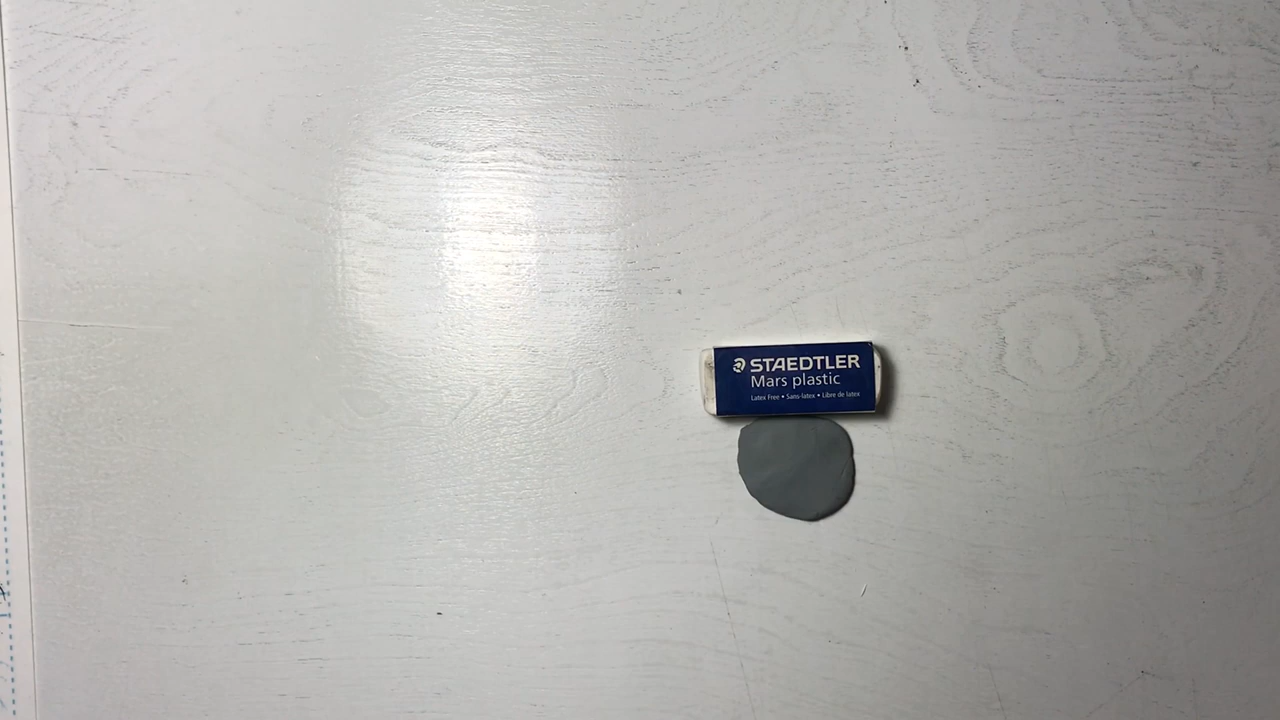 STAEDTLER
Mars plastic
Latex Free • Sans-latex • Libre de latex